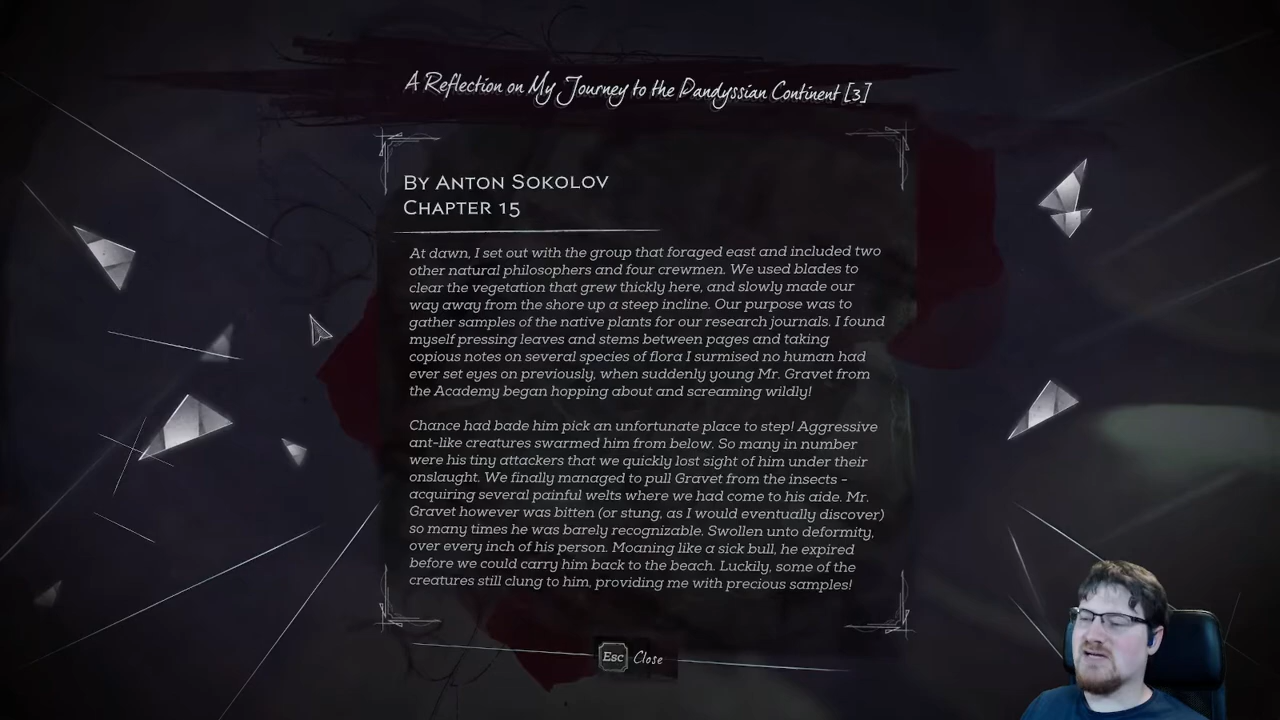 A Reflection on My Journey to the Pandyssian Continent [3]
By Anton Sokolov
Chapter 15
At dawn, I set out with the group that foraged east and included two
other natural philosophers and four crewmen. We used blades to
clear the vegetation that grew thickly here, and slowly made our
way away from the shore up a steep incline. Our purpose was to
gather samples of the native plants for our research journals. I found
myself pressing leaves and stems between pages and taking
copious notes on several species of flora I surmised no human had
ever set eyes on previously, when suddenly young Mr. Gravet from
the Academy began hopping about and screaming wildly!
Chance had bade him pick an unfortunate place to step! Aggressive
ant-like creatures swarmed him from below. So many in number
were his tiny attackers that we quickly lost sight of him under their
onslaught. We finally managed to pull Gravet from the insects -
acquiring several painful welts where we had come to his aide. Mr.
Gravet however was bitten (or stung, as I would eventually discover)
so many times he was barely recognizable. Swollen unto deformity,
over every inch of his person. Moaning like a sick bull, he expired
before we could carry him back to the beach. Luckily, some of the
creatures still clung to him, providing me with precious samples!
Esc Close